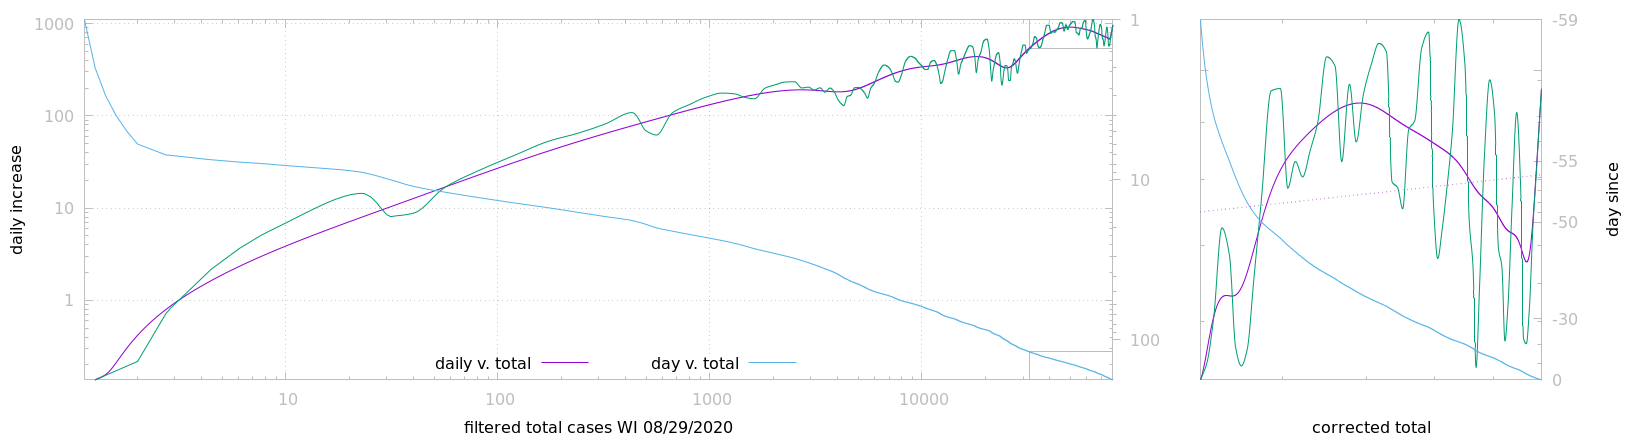 1000
100
10
1
daily increase
10
100
1000
10000
filtered total cases WI 08/29/2020
daily v. total
day v. total
1
10
100
-59
-55
-50
-30
0
day since
corrected total